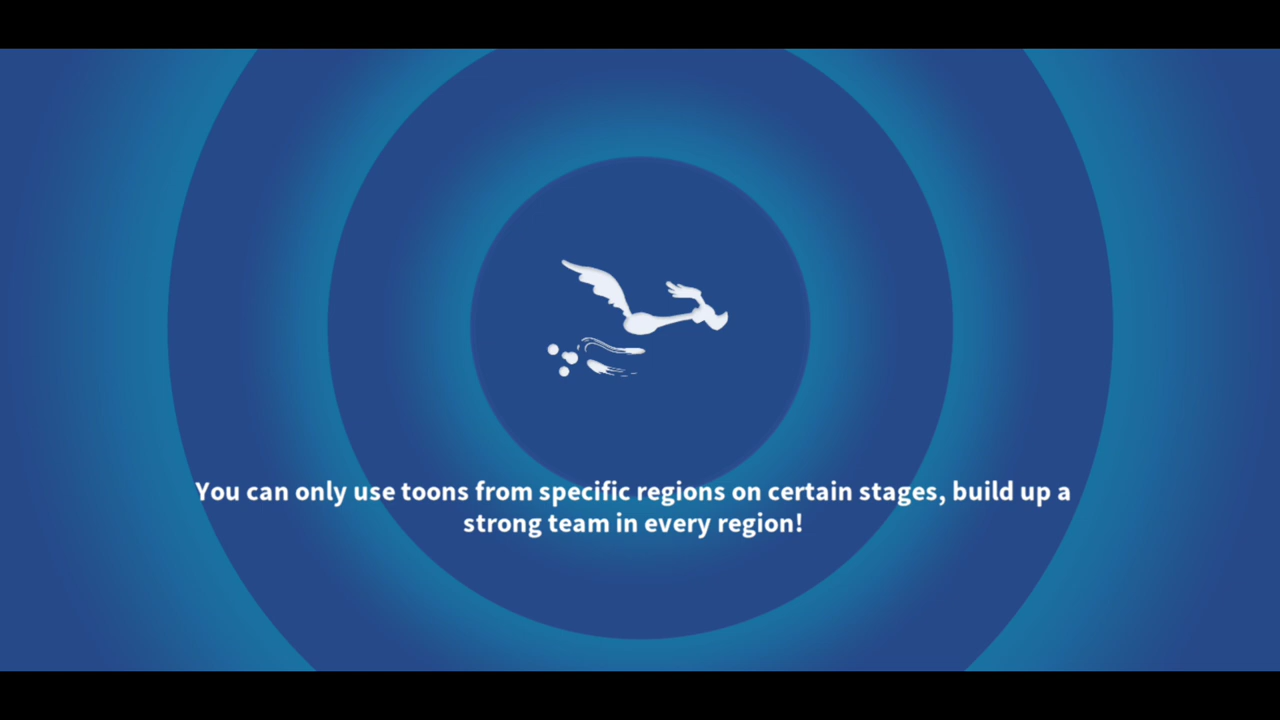 You can only use toons from specific regions on certain stages, build up a
strong team in every region!